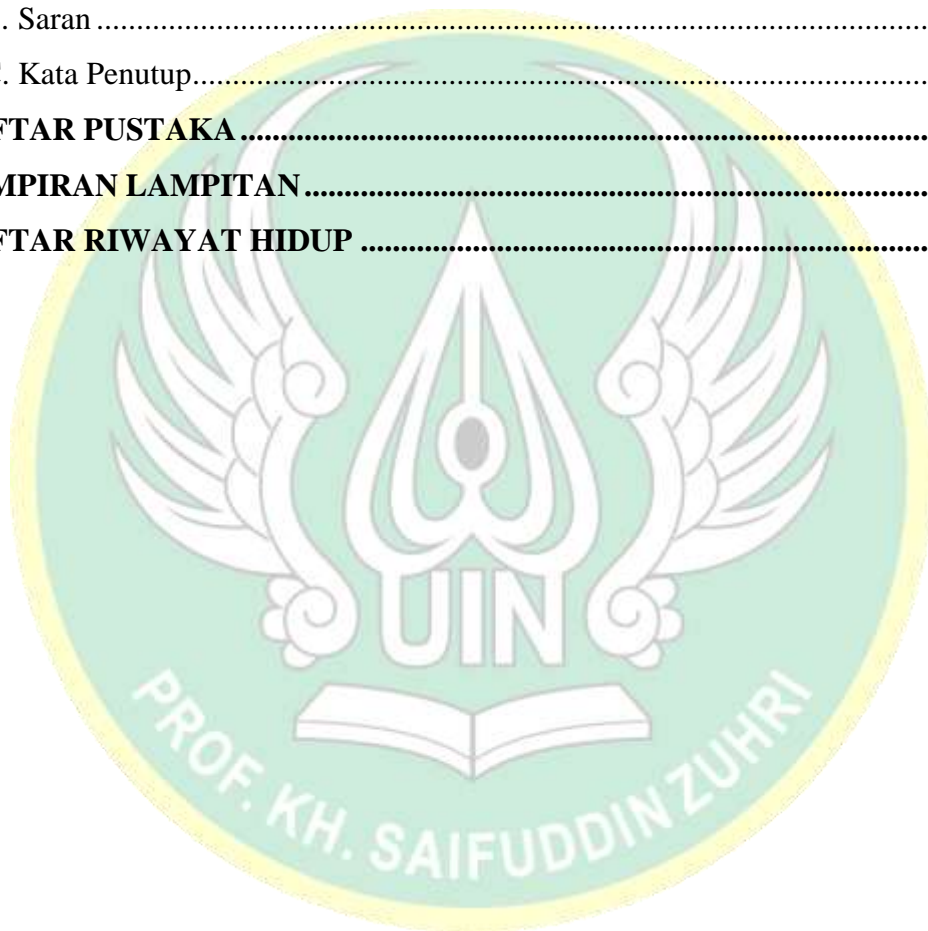 . Saran ........................................................................................................
. Kata Penutup............................................................................................
FTAR PUSTAKA .....................................................................................
MPIRAN LAMPITAN..............................................................................
FTAR RIWAYAT HIDUP .......................................................................
UIN
PROF. KH. SAIFUDDIN ZUHRI